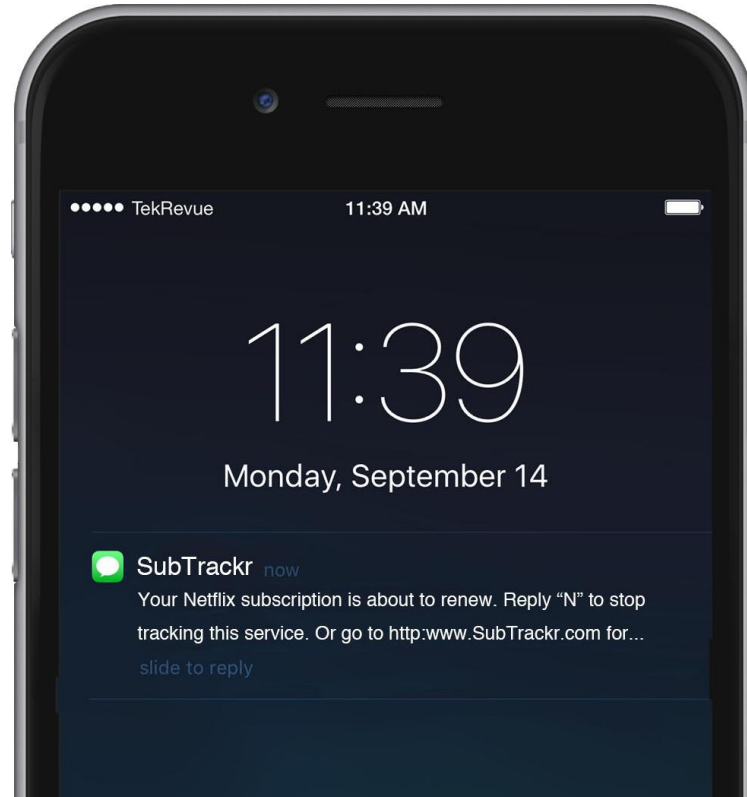 ●●●●● TekRevue 11:39 AM
11:39
Monday, September 14
SubTrackr now
Your Netflix subscription is about to renew. Reply “N” to stop
tracking this service. Or go to http:www.SubTrackr.com for...
slide to reply